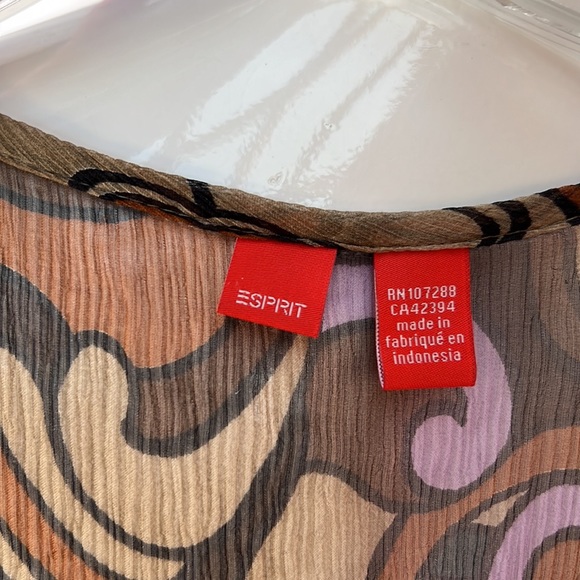 ESPRIT
RN107288
CA42394
made in
fabriqué en
indonesia